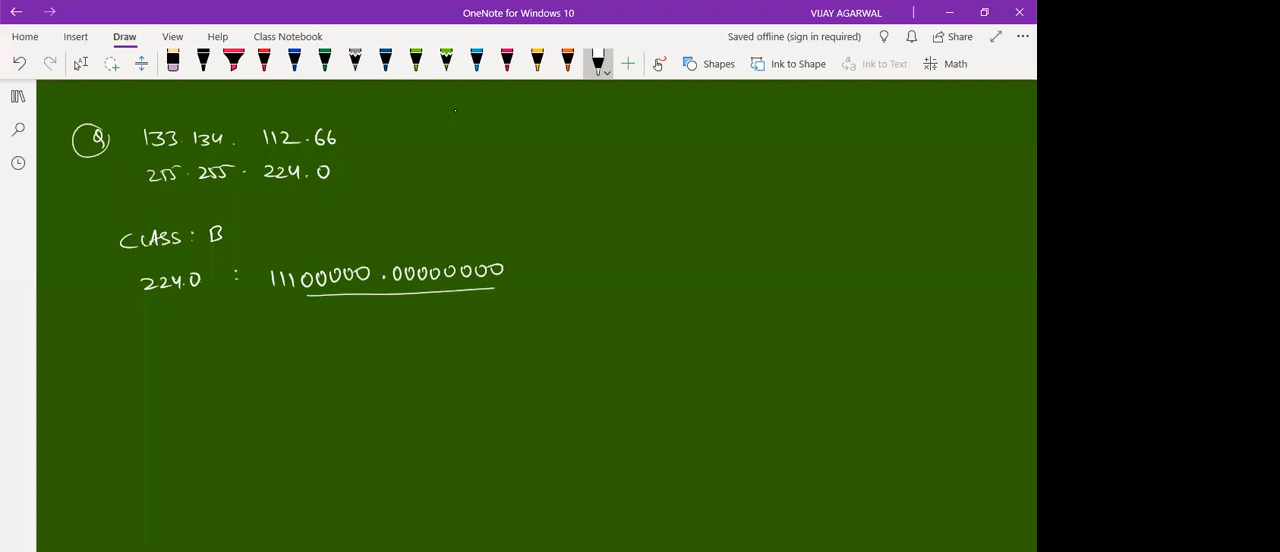 OneNote for Windows 10
VIJAY AGARWAL
Home Insert Draw View Help Class Notebook
Saved offline (sign in required)
Share
Shapes
Ink to Shape
Ink to Text
Math
Q 133.134. 112.66
255.255. 224.0
CLASS: B
224.0 : 11100000.00000000